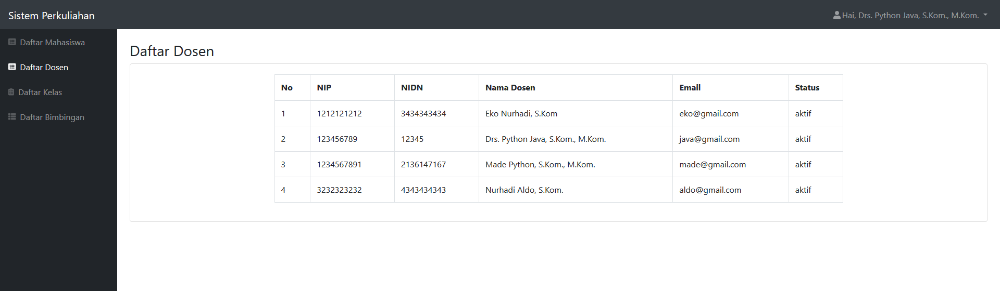 Sistem Perkuliahan
Hai, Drs. Python Java, S.Kom., M.Kom.
Daftar Mahasiswa
Daftar Dosen
Daftar Kelas
Daftar Bimbingan
Daftar Dosen
No NIP NIDN Nama Dosen Email Status
1 1212121212 3434343434 Eko Nurhadi, S.Kom eko@gmail.com aktif
2 123456789 12345 Drs. Python Java, S.Kom., M.Kom. java@gmail.com aktif
3 1234567891 2136147167 Made Python, S.Kom., M.Kom. made@gmail.com aktif
4 3232323232 4343434343 Nurhadi Aldo, S.Kom. aldo@gmail.com aktif